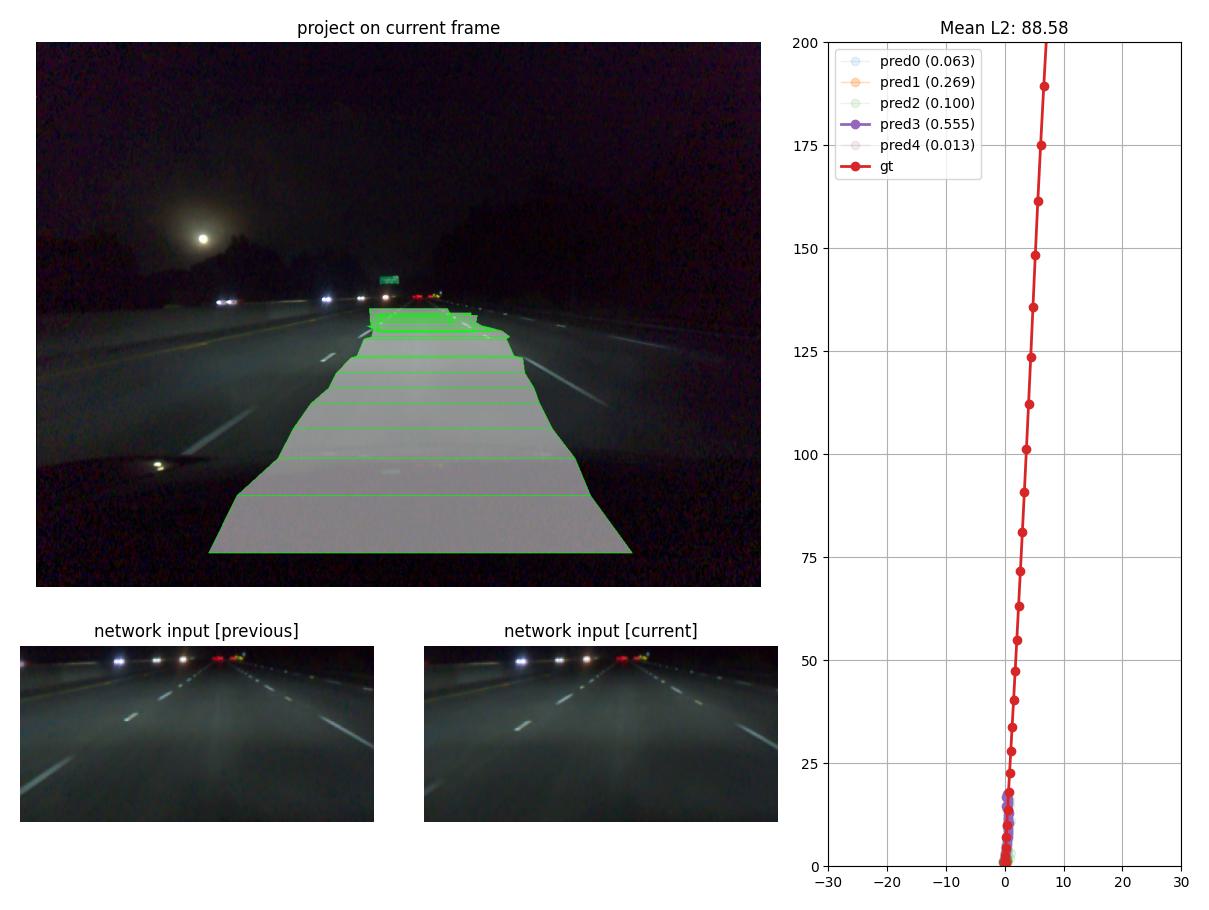 project on current frame
Mean L2: 88.58
pred0 (0.063)
pred1 (0.269)
pred2 (0.100)
pred3 (0.555)
pred4 (0.013)
gt
200
175
150
125
100
75
50
25
0
−30 −20 −10 0 10 20 30
network input [previous]
network input [current]